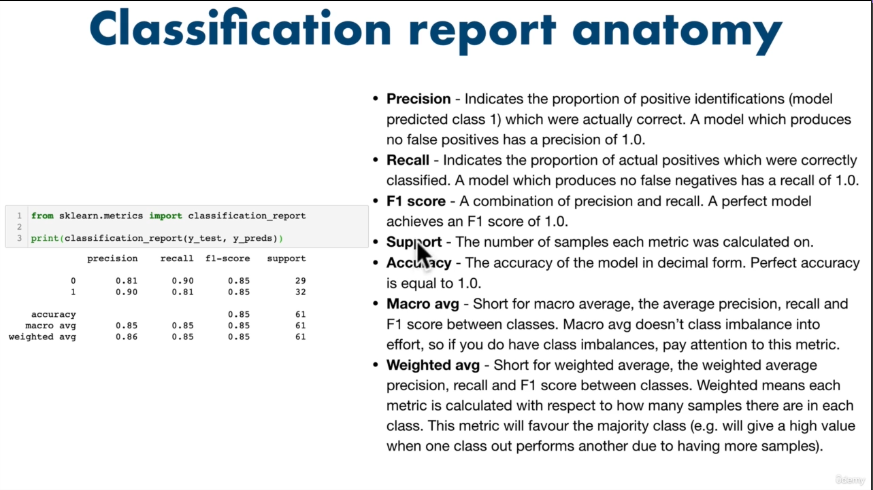 Classification report anatomy
• Precision - Indicates the proportion of positive identifications (model
predicted class 1) which were actually correct. A model which produces
no false positives has a precision of 1.0.
• Recall - Indicates the proportion of actual positives which were correctly
classified. A model which produces no false negatives has a recall of 1.0.
• F1 score - A combination of precision and recall. A perfect model
achieves an F1 score of 1.0.
• Support - The number of samples each metric was calculated on.
• Accuracy - The accuracy of the model in decimal form. Perfect accuracy
is equal to 1.0.
• Macro avg - Short for macro average, the average precision, recall and
F1 score between classes. Macro avg doesn't class imbalance into
effort, so if you do have class imbalances, pay attention to this metric.
• Weighted avg - Short for weighted average, the weighted average
precision, recall and F1 score between classes. Weighted means each
metric is calculated with respect to how many samples there are in each
class. This metric will favour the majority class (e.g. will give a high value
when one class out performs another due to having more samples).
1 from sklearn.metrics import classification_report
2
3 print(classification_report(y_test, y_preds))
precision recall f1-score support
0 0.81 0.90 0.85 29
1 0.90 0.81 0.85 32
accuracy 0.85 61
macro avg 0.85 0.85 0.85 61
weighted avg 0.86 0.85 0.85 61
Udemy